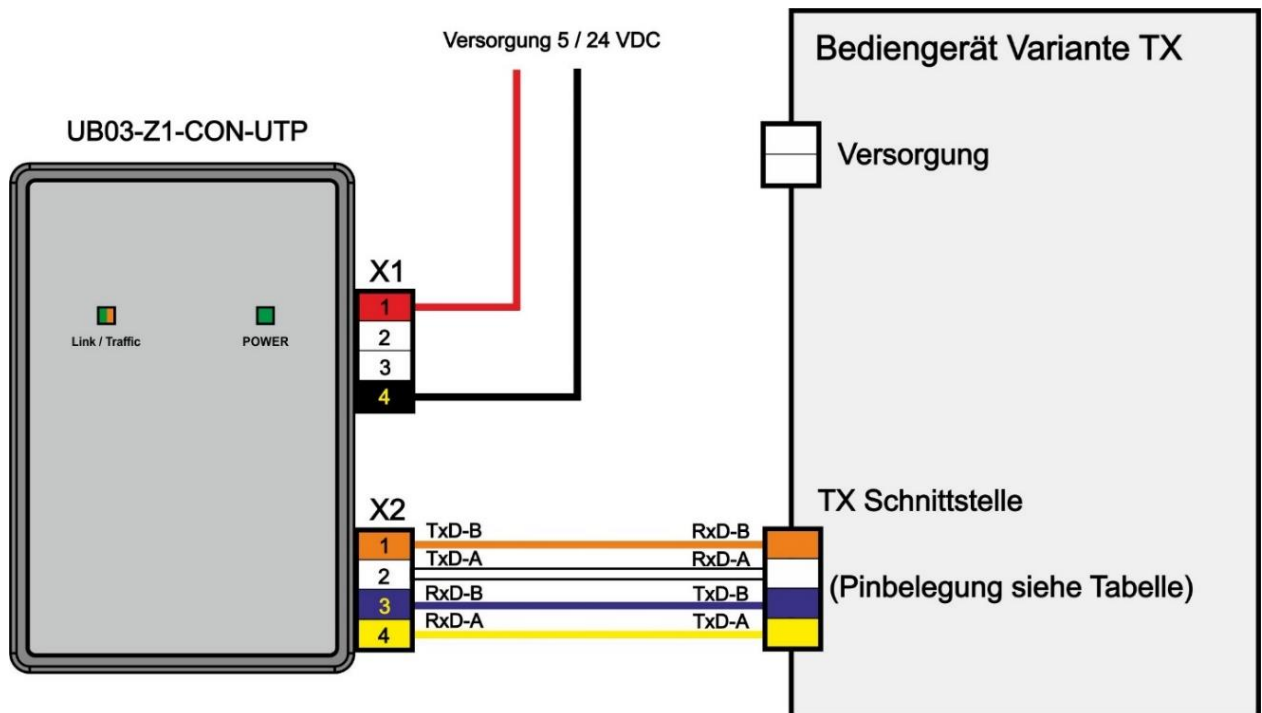 Versorgung 5 / 24 VDC
Bediengerät Variante TX
UB03-Z1-CON-UTP
Versorgung
X1
1
2
3
4
Link / Traffic
POWER
TX Schnittstelle
X2
1
2
3
4
TxD-B
RxD-B
TxD-A
RxD-A
RxD-B
TxD-B
RxD-A
TxD-A
(Pinbelegung siehe Tabelle)